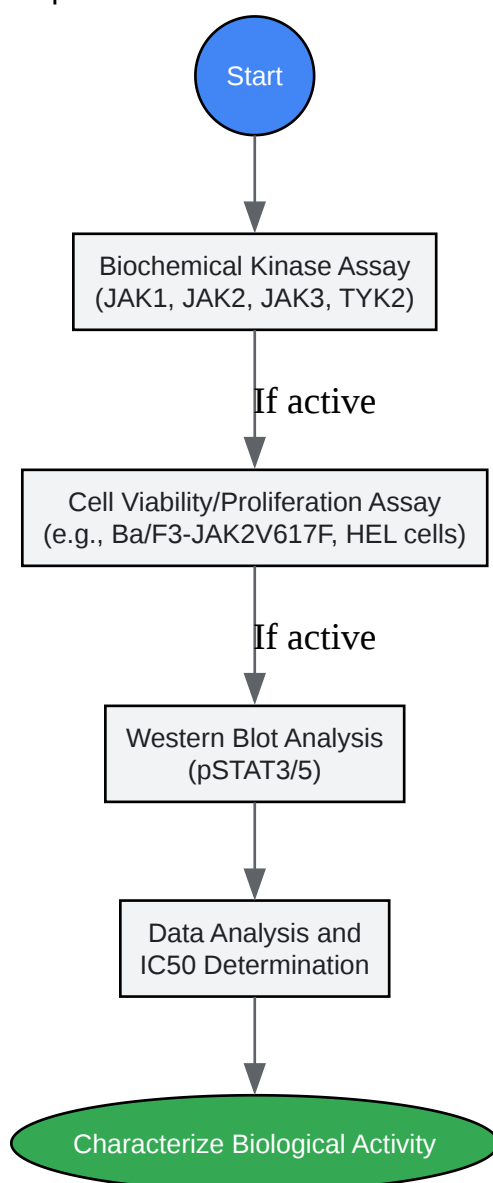 Start
Biochemical Kinase Assay
(JAK1, JAK2, JAK3, TYK2)
If active
Cell Viability/Proliferation Assay
(e.g., Ba/F3-JAK2V617F, HEL cells)
If active
Western Blot Analysis
(pSTAT3/5)
Data Analysis and
IC50 Determination
Characterize Biological Activity